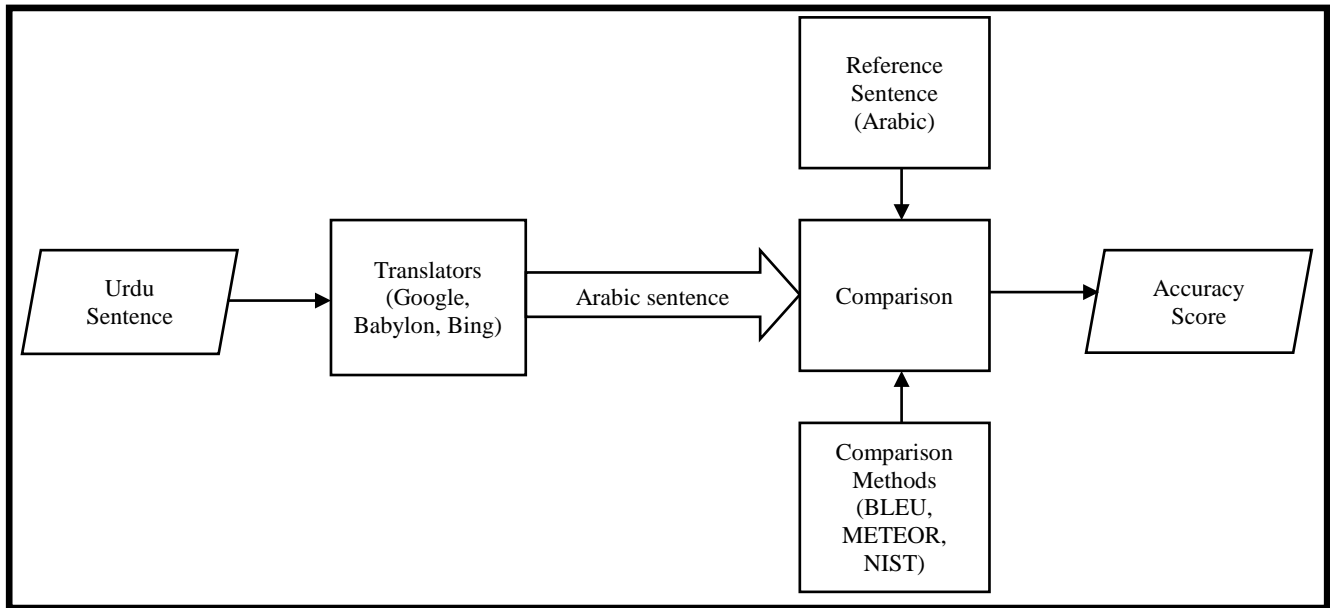 Reference
Sentence
(Arabic)
Urdu
Sentence
Translators
(Google,
Babylon, Bing)
Arabic sentence
Comparison
Accuracy
Score
Comparison
Methods
(BLEU,
METEOR,
NIST)